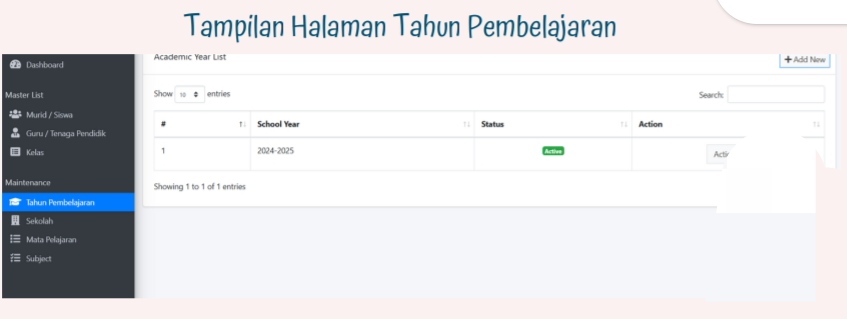 Tampilan Halaman Tahun Pembelajaran
Dashboard
Master List
Murid / Siswa
Guru / Tenaga Pendidik
Kelas
Maintenance
Tahun Pembelajaran
Sekolah
Mata Pelajaran
Subject
Academic Year List
+ Add New
Show 10 entries
Search:
# School Year Status Action
1 2024-2025 Active
Showing 1 to 1 of 1 entries